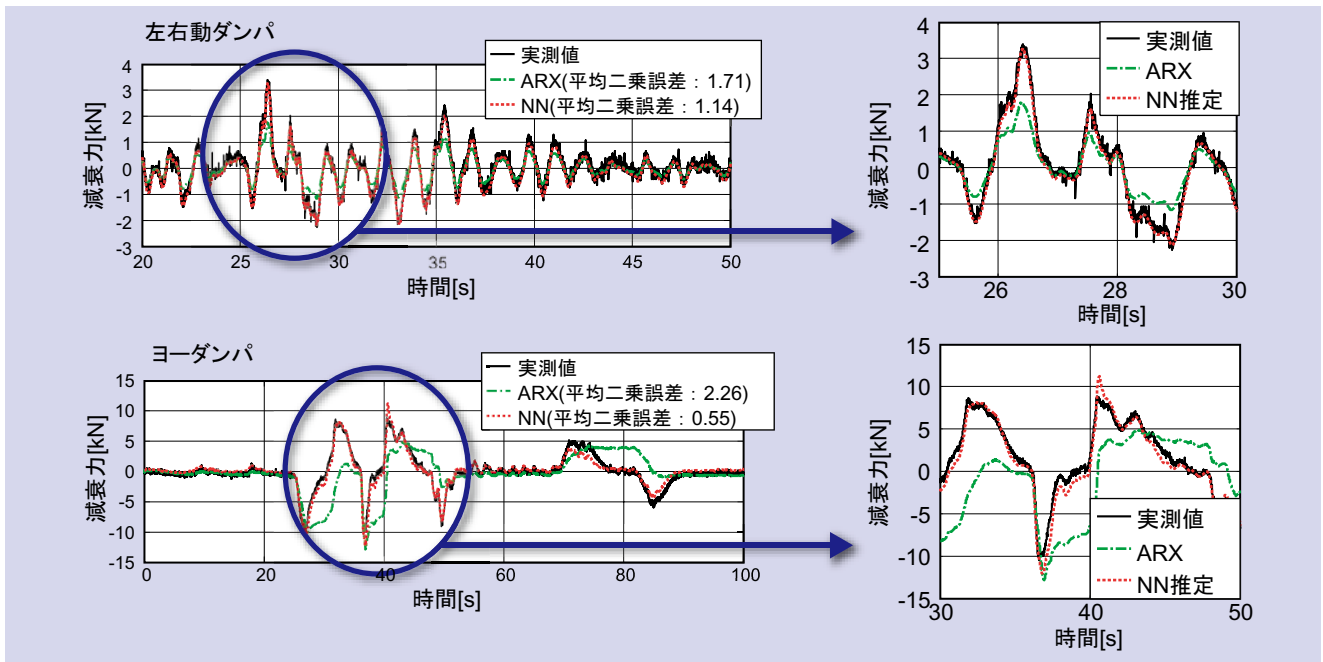 左右動ダンパ
実測値
ARX(平均二乗誤差：1.71)
NN(平均二乗誤差：1.14)
減衰力[kN]
4
3
2
1
0
-1
-2
-3
20 25 30 35 40 45 50
時間[s]
実測値
ARX
NN推定
減衰力[kN]
4
3
2
1
0
-1
-2
-3
26 28 30
時間[s]
ヨーダンパ
実測値
ARX(平均二乗誤差：2.26)
NN(平均二乗誤差：0.55)
減衰力[kN]
15
10
5
0
-5
-10
-15
0 20 40 60 80 100
時間[s]
減衰力[kN]
15
10
5
0
-5
-10
-15
実測値
ARX
NN推定
30 40 50
時間[s]